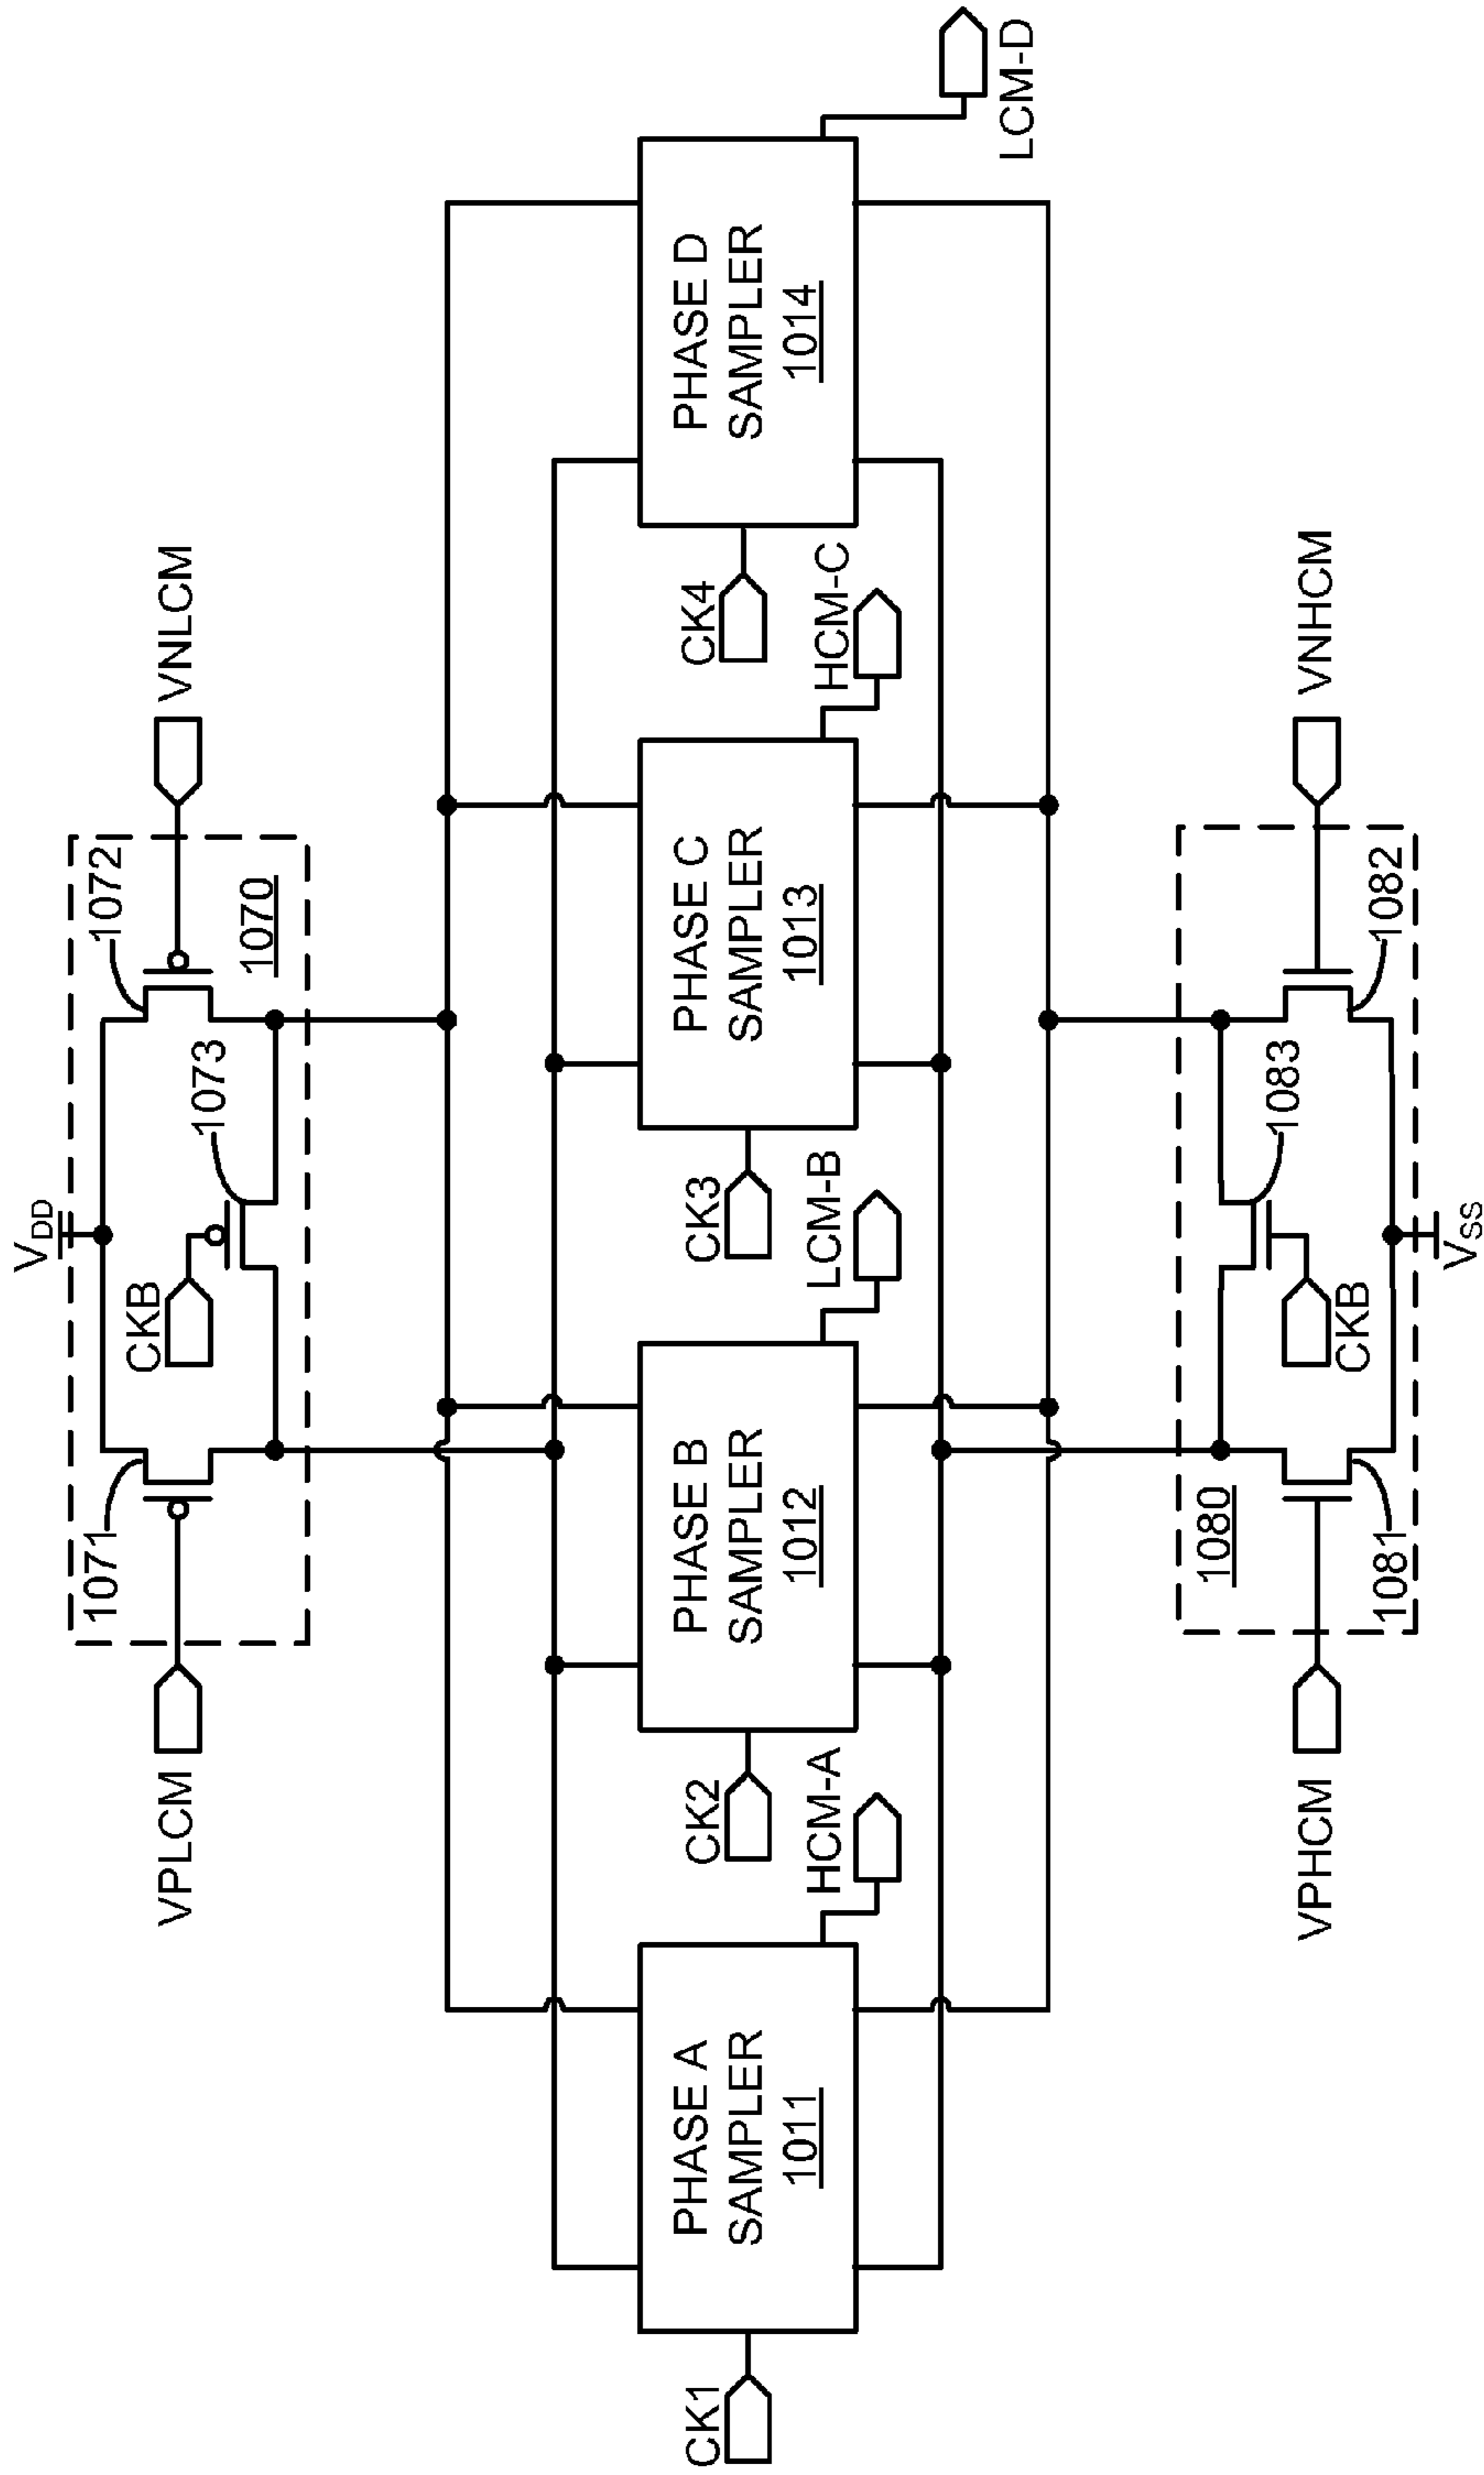 V_DD
1071
1072
CKB
1073
1070
VPLCM
VNLCM
CK1
PHASE A
SAMPLER
1011
HCM-A
CK2
PHASE B
SAMPLER
1012
LCM-B
CK3
PHASE C
SAMPLER
1013
HCM-C
CK4
PHASE D
SAMPLER
1014
LCM-D
VPHCM
VNHCM
1080
1083
CKB
1081
1082
V_SS